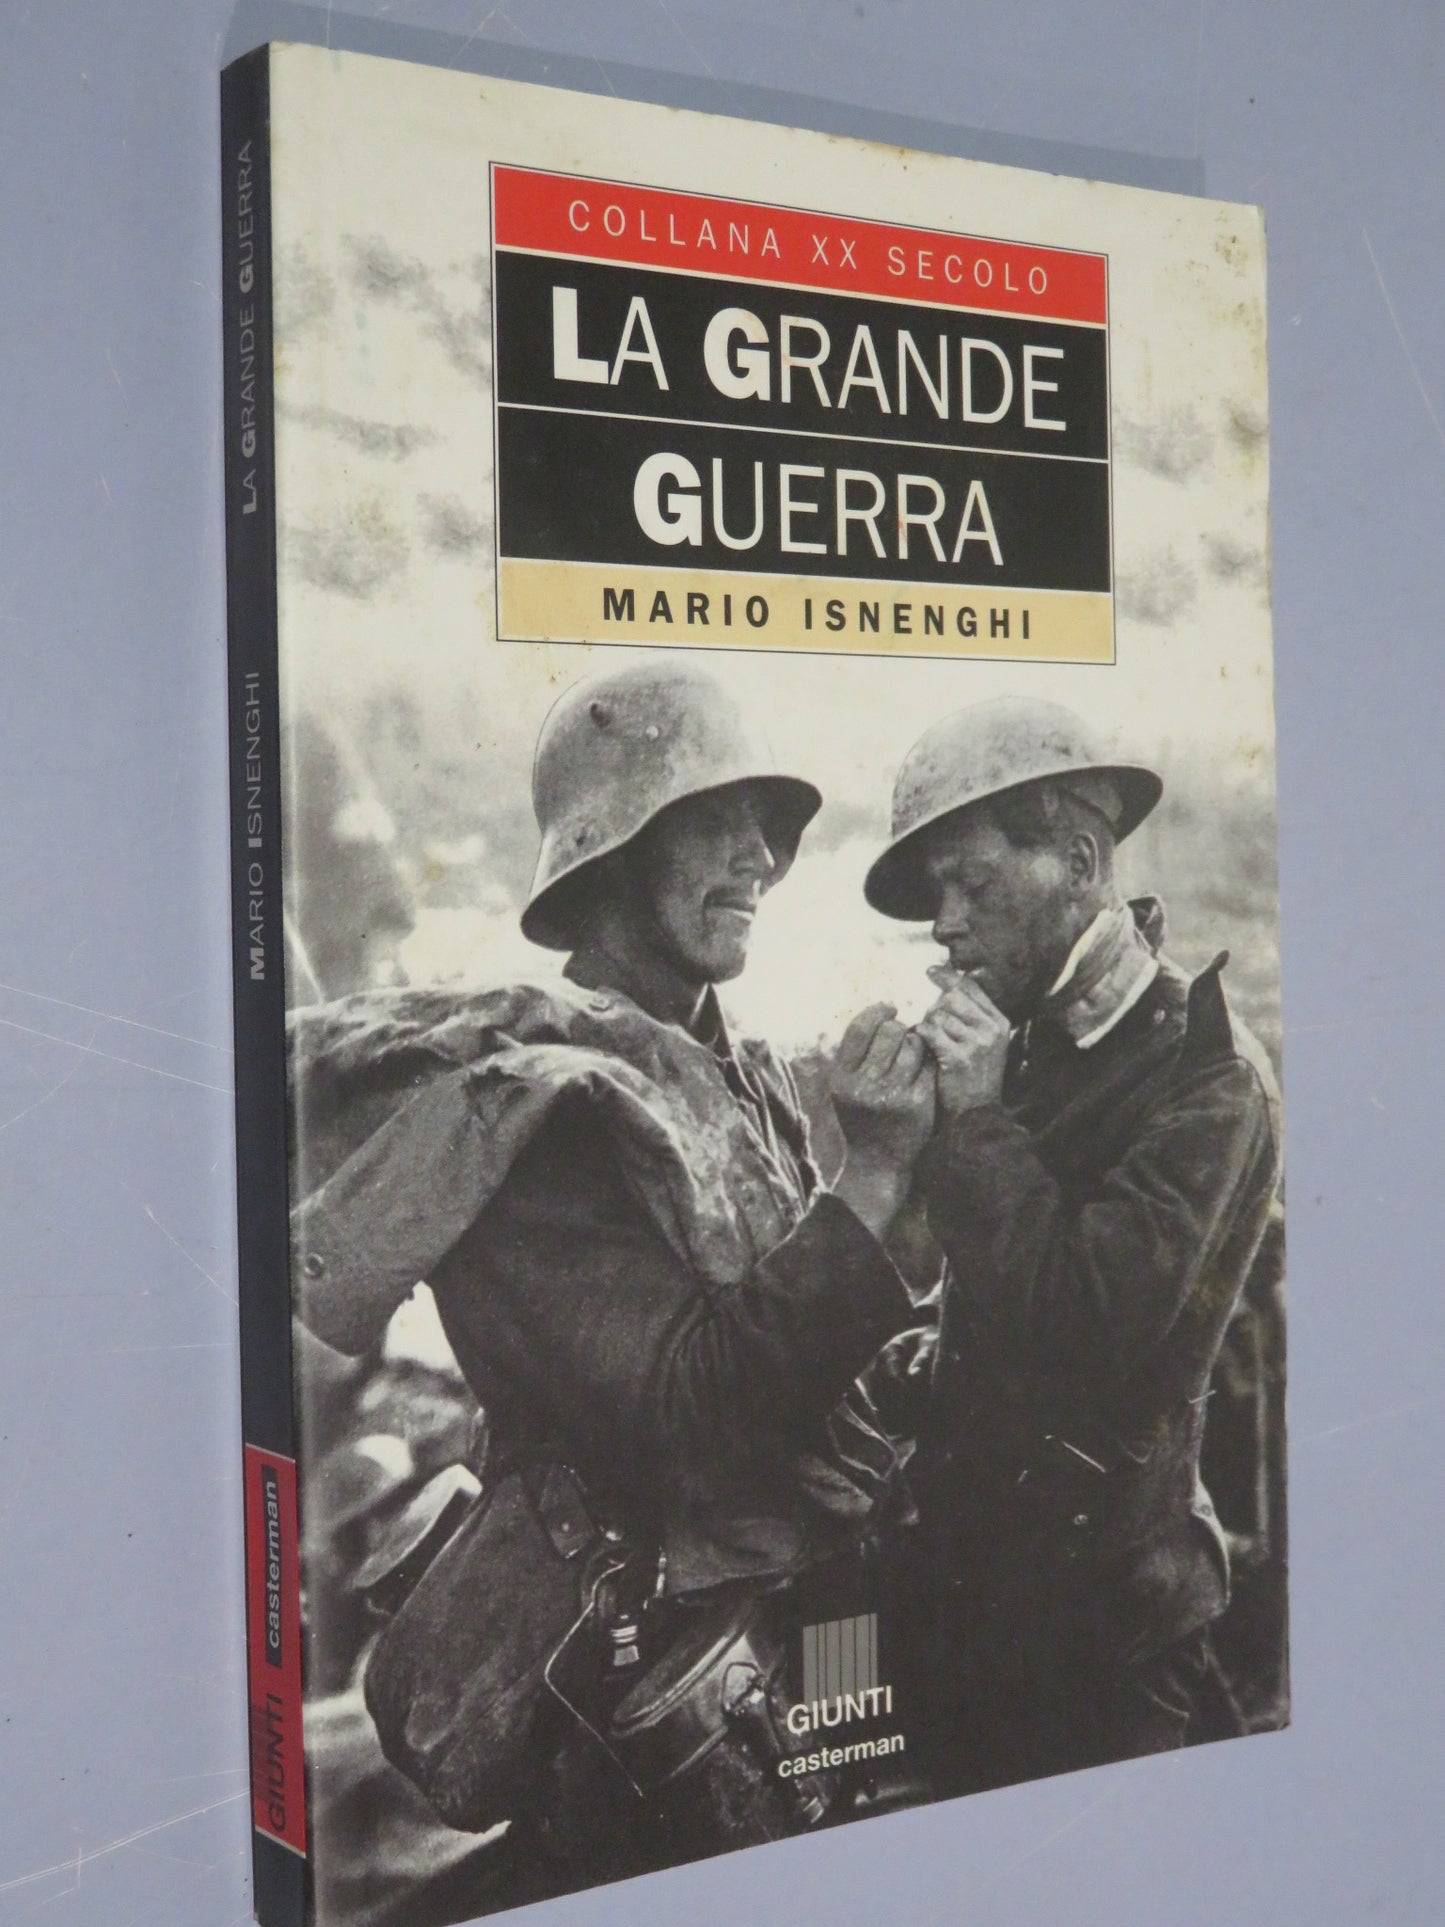 COLLANA XX SECOLO
LA GRANDE
GUERRA
MARIO ISNENGHI
GIUNTI
casterman
LA GRANDE GUERRA
MARIO ISNENGHI
casterman
GIUNTI